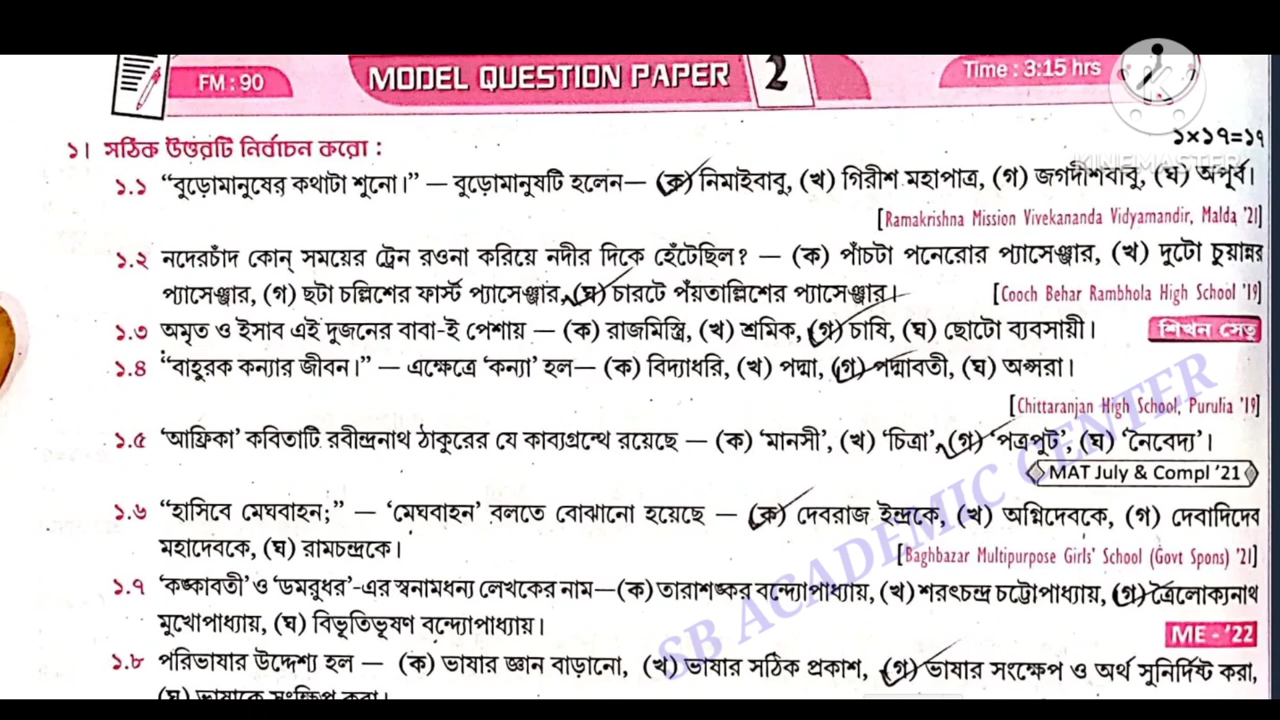 FM : 90
MODEL QUESTION PAPER 2
Time : 3:15 hrs
KINEMASTER
১। সঠিক উত্তরটি নির্বাচন করো :
১×১৭=১৭
১.১ “বুড়োমানুষের কথাটা শুনো।” — বুড়োমানুষটি হলেন— (ক) নিমাইবাবু, (খ) গিরীশ মহাপাত্র, (গ) জগদীশবাবু, (ঘ) অপূর্ব।
[Ramakrishna Mission Vivekananda Vidyamandir, Malda '21]
১.২ নদেরচাঁদ কোন্ সময়ের ট্রেন রওনা করিয়ে নদীর দিকে হেঁটেছিল? — (ক) পাঁচটা পনেরোর প্যাসেঞ্জার, (খ) দুটো চুয়ান্নর
প্যাসেঞ্জার, (গ) ছটা চল্লিশের ফার্স্ট প্যাসেঞ্জার, (ঘ) চারটে পঁয়তাল্লিশের প্যাসেঞ্জার।
[Cooch Behar Rambhola High School '19]
১.৩ অমৃত ও ইসাব এই দুজনের বাবা-ই পেশায় — (ক) রাজমিস্ত্রি, (খ) শ্রমিক, (গ) চাষি, (ঘ) ছোটো ব্যবসায়ী।
শিখন সেতু
১.৪ “বাহুরক কন্যার জীবন।” — এক্ষেত্রে ‘কন্যা’ হল— (ক) বিদ্যাধরি, (খ) পদ্মা, (গ) পদ্মাবতী, (ঘ) অপ্সরা।
[Chittaranjan High School, Purulia '19]
১.৫ ‘আফ্রিকা’ কবিতাটি রবীন্দ্রনাথ ঠাকুরের যে কাব্যগ্রন্থে রয়েছে — (ক) ‘মানসী’, (খ) ‘চিত্রা’, (গ) ‘পত্রপুট’, (ঘ) ‘নৈবেদ্য’।
MAT July & Compl '21
১.৬ “হাসিবে মেঘবাহন;” — ‘মেঘবাহন’ বলতে বোঝানো হয়েছে — (ক) দেবরাজ ইন্দ্রকে, (খ) অগ্নিদেবকে, (গ) দেবাদিদেব
মহাদেবকে, (ঘ) রামচন্দ্রকে।
[Baghbazar Multipurpose Girls' School (Govt Spons) '21]
১.৭ ‘কঙ্কাবতী’ ও ‘ডমরুধর’-এর স্বনামধন্য লেখকের নাম—(ক) তারাশঙ্কর বন্দ্যোপাধ্যায়, (খ) শরৎচন্দ্র চট্টোপাধ্যায়, (গ) ত্রৈলোক্যনাথ
মুখোপাধ্যায়, (ঘ) বিভূতিভূষণ বন্দ্যোপাধ্যায়।
ME - '22
১.৮ পরিভাষার উদ্দেশ্য হল — (ক) ভাষার জ্ঞান বাড়ানো, (খ) ভাষার সঠিক প্রকাশ, (গ) ভাষার সংক্ষেপ ও অর্থ সুনির্দিষ্ট করা,
(ঘ) ভাষাকে সংক্ষিপ্ত করা।
SB ACADEMIC CENTER